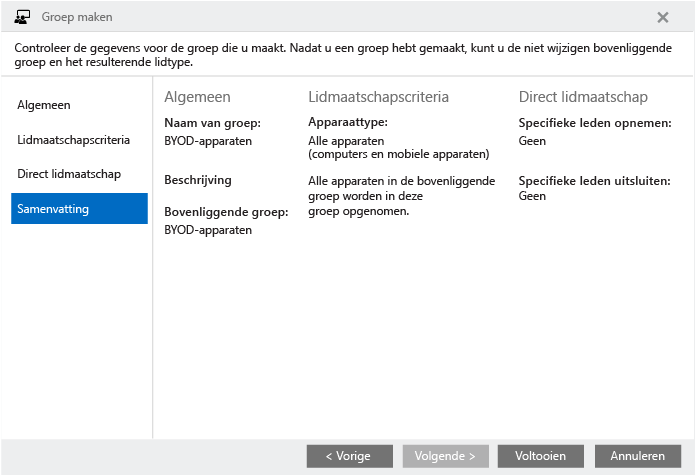 Groep maken
Controleer de gegevens voor de groep die u maakt. Nadat u een groep hebt gemaakt, kunt u de niet wijzigen bovenliggende
groep en het resulterende lidtype.
Algemeen
Lidmaatschapscriteria
Direct lidmaatschap
Samenvatting
Algemeen
Naam van groep:
BYOD-apparaten
Beschrijving
Bovenliggende groep:
BYOD-apparaten
Lidmaatschapscriteria
Apparaattype:
Alle apparaten
(computers en mobiele apparaten)
Alle apparaten in de bovenliggende
groep worden in deze
groep opgenomen.
Direct lidmaatschap
Specifieke leden opnemen:
Geen
Specifieke leden uitsluiten:
Geen
< Vorige
Volgende >
Voltooien
Annuleren